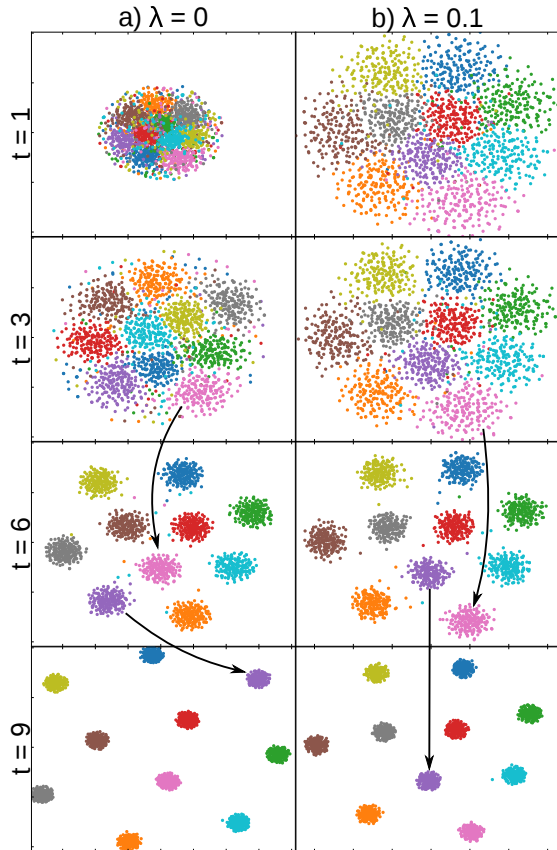 a) λ = 0
b) λ = 0.1
t = 1
t = 3
t = 6
t = 9